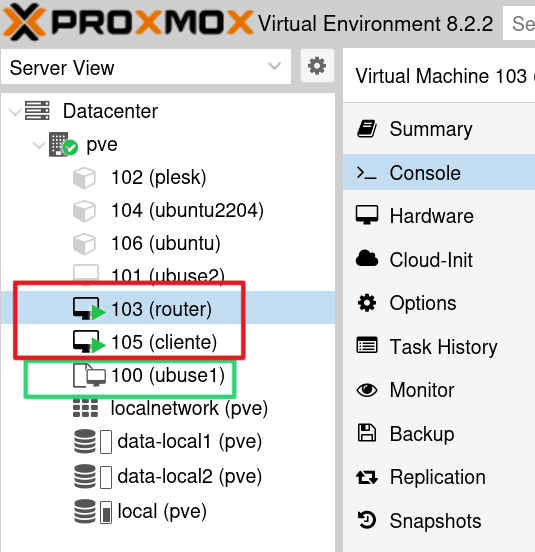 PROXMOX Virtual Environment 8.2.2 Se
Server View
Virtual Machine 103 (
Datacenter
pve
102 (plesk)
104 (ubuntu2204)
106 (ubuntu)
101 (ubuse2)
103 (router)
105 (cliente)
100 (ubuse1)
localnetwork (pve)
data-local1 (pve)
data-local2 (pve)
local (pve)
Summary
Console
Hardware
Cloud-Init
Options
Task History
Monitor
Backup
Replication
Snapshots